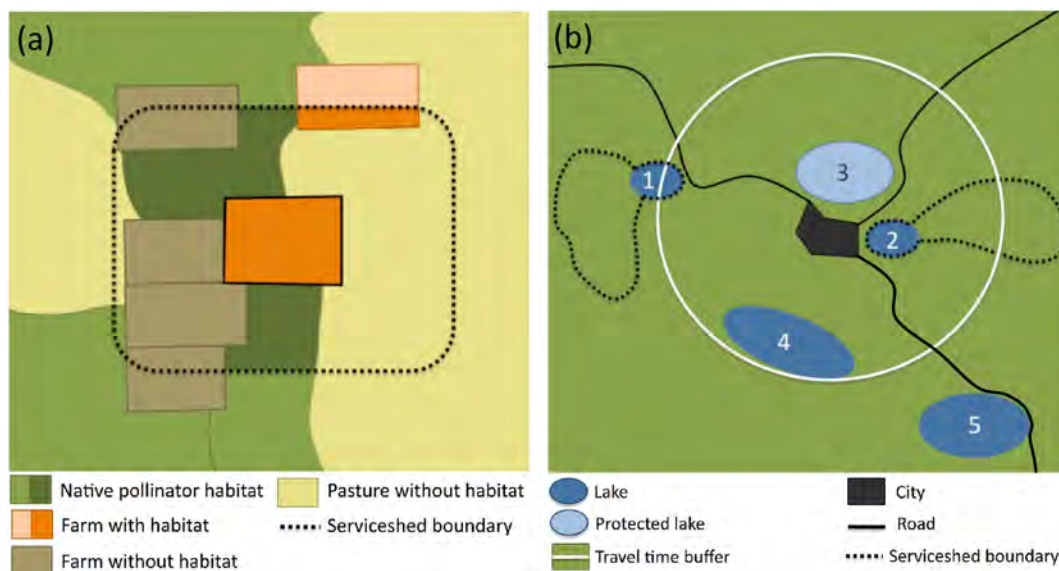 (a)
Native pollinator habitat
Farm with habitat
Farm without habitat
Pasture without habitat
Serviceshed boundary
(b)
1
2
3
4
5
Lake
Protected lake
Travel time buffer
City
Road
Serviceshed boundary